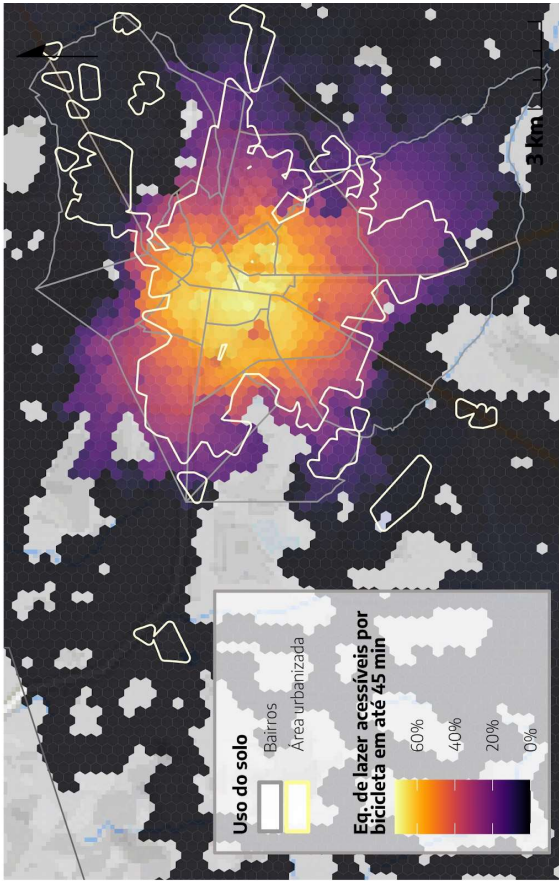 Uso do solo
Bairros
Área urbanizada
Eq. de lazer acessíveis por
bicicleta em até 45 min
60%
40%
20%
0%
3 km